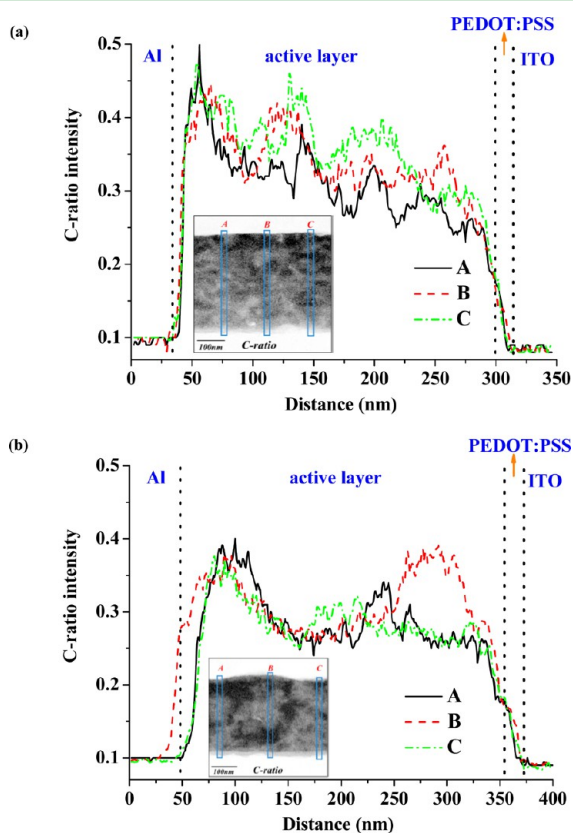 (a)
PEDOT:PSS
Al
active layer
ITO
0.5
0.4
0.3
0.2
0.1
C-ratio intensity
A
B
C
100nm
C-ratio
A
B
C
0 50 100 150 200 250 300 350
Distance (nm)
(b)
PEDOT:PSS
Al
active layer
ITO
0.5
0.4
0.3
0.2
0.1
C-ratio intensity
A
B
C
100nm
C-ratio
A
B
C
0 50 100 150 200 250 300 350 400
Distance (nm)